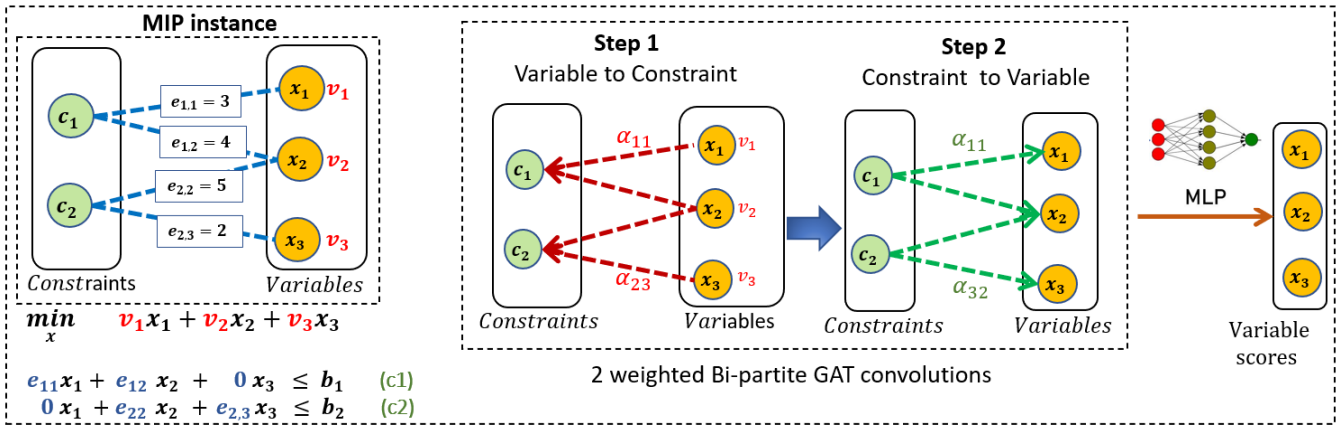 MIP instance
c₁
c₂
e₁,₁ = 3
e₁,₂ = 4
e₂,₂ = 5
e₂,₃ = 2
x₁ v₁
x₂ v₂
x₃ v₃
Constraints
Variables
min v₁x₁ + v₂x₂ + v₃x₃
x
e₁₁x₁ + e₁₂ x₂ + 0 x₃ ≤ b₁ (c1)
0 x₁ + e₂₂ x₂ + e₂,₃x₃ ≤ b₂ (c2)
Step 1
Variable to Constraint
c₁
c₂
α₁₁
α₂₃
x₁ v₁
x₂ v₂
x₃ v₃
Constraints
Variables
Step 2
Constraint to Variable
c₁
c₂
α₁₁
α₃₂
x₁
x₂
x₃
Constraints
Variables
2 weighted Bi-partite GAT convolutions
MLP
x₁
x₂
x₃
Variable
scores